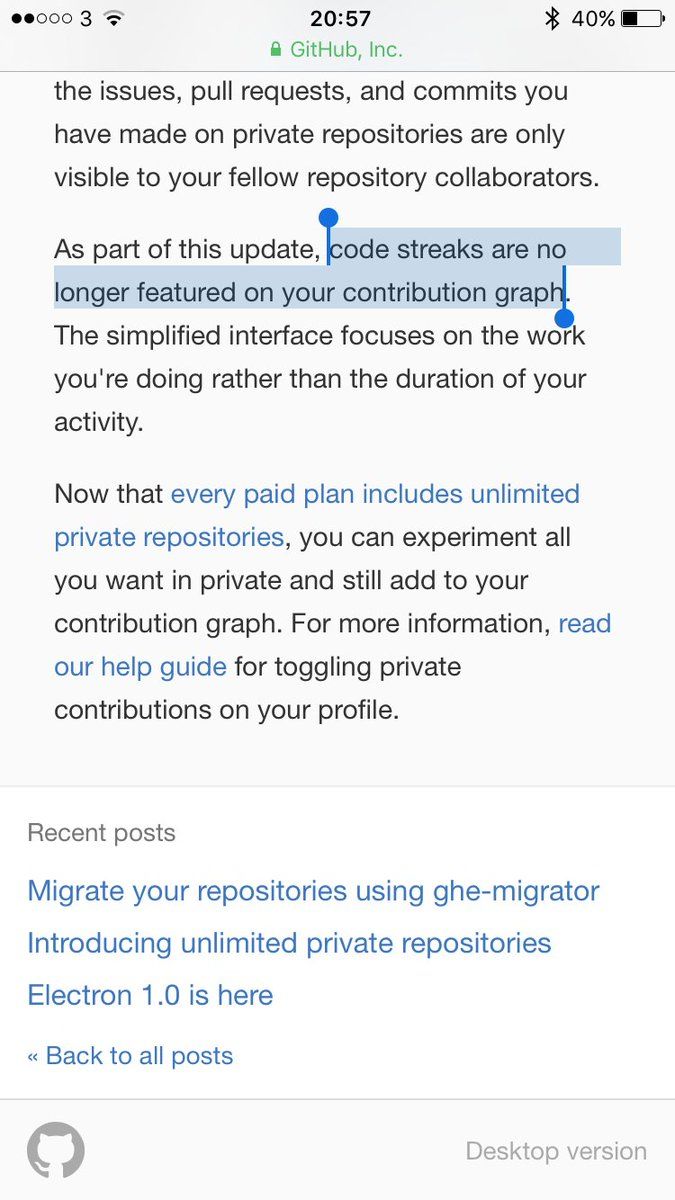 3 20:57 40%
GitHub, Inc.
the issues, pull requests, and commits you
have made on private repositories are only
visible to your fellow repository collaborators.
As part of this update, code streaks are no
longer featured on your contribution graph.
The simplified interface focuses on the work
you're doing rather than the duration of your
activity.
Now that every paid plan includes unlimited
private repositories, you can experiment all
you want in private and still add to your
contribution graph. For more information, read
our help guide for toggling private
contributions on your profile.
Recent posts
Migrate your repositories using ghe-migrator
Introducing unlimited private repositories
Electron 1.0 is here
« Back to all posts
Desktop version